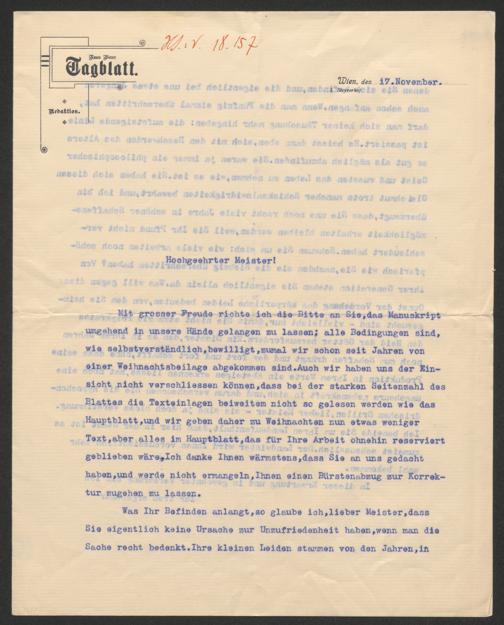 Neues Wiener
Tagblatt.
Redaktion.
Wien, den 17.November.
Hochgeehrter Meister!
Mit grosser Freude richte ich die Bitte an Sie,das Manuskript
umgehend in unsere Hände gelangen zu lassen; alle Bedingungen sind,
wie selbstverständlich,bewilligt,zumal wir schon seit Jahren von
einer Weihnachtsbeilage abgekommen sind.Auch haben uns der Ein-
sicht nicht verschliessen können,dass bei der starken Seitenzahl des
Blattes die Texteinlagen beiweitem nicht so gelesen werden wie das
Hauptblatt,und wir geben daher zu Weihnachten nun etwas weniger
Text,aber alles im Hauptblatt,das für Ihre Arbeit ohnehin reserviert
geblieben wäre,Ich danke Ihnen wärmstens,dass Sie an uns gedacht
haben,und werde nicht ermangeln,Ihnen einen Bürstenabzug zur Korrek-
tur zugehen zu lassen.
Was Ihr Befinden anlangt,so glaube ich,lieber Meister,dass
Sie eigentlich keine Ursache zur Unzufriedenheit haben,wenn man die
Sache recht bedenkt.Ihre kleinen Leiden stammen von den Jahren,in